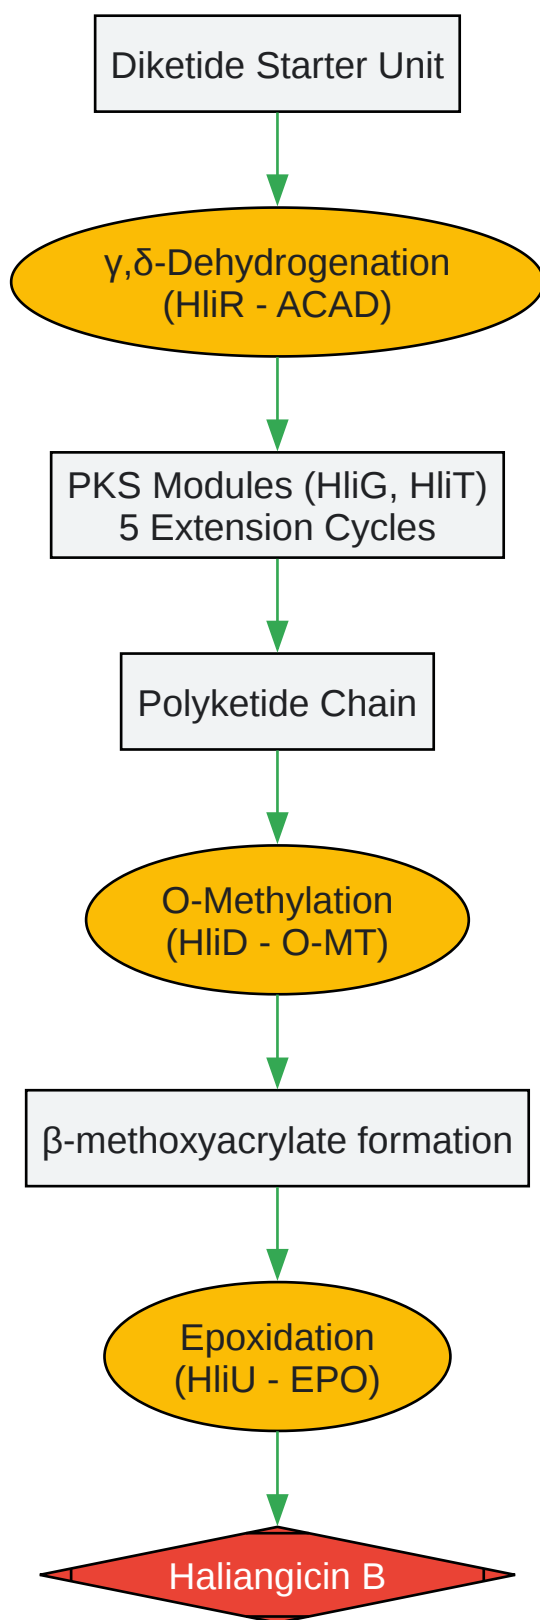 Diketide Starter Unit
γ,δ-Dehydrogenation
(HliR - ACAD)
PKS Modules (HliG, HliT)
5 Extension Cycles
Polyketide Chain
O-Methylation
(HliD - O-MT)
β-methoxyacrylate formation
Epoxidation
(HliU - EPO)
Haliangicin B